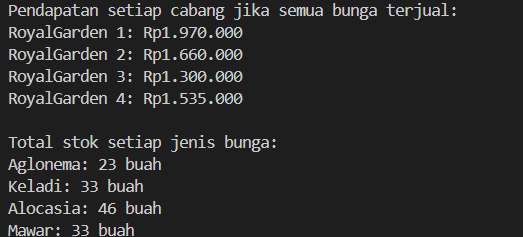 Pendapatan setiap cabang jika semua bunga terjual:
RoyalGarden 1: Rp1.970.000
RoyalGarden 2: Rp1.660.000
RoyalGarden 3: Rp1.300.000
RoyalGarden 4: Rp1.535.000

Total stok setiap jenis bunga:
Aglonema: 23 buah
Keladi: 33 buah
Alocasia: 46 buah
Mawar: 33 buah